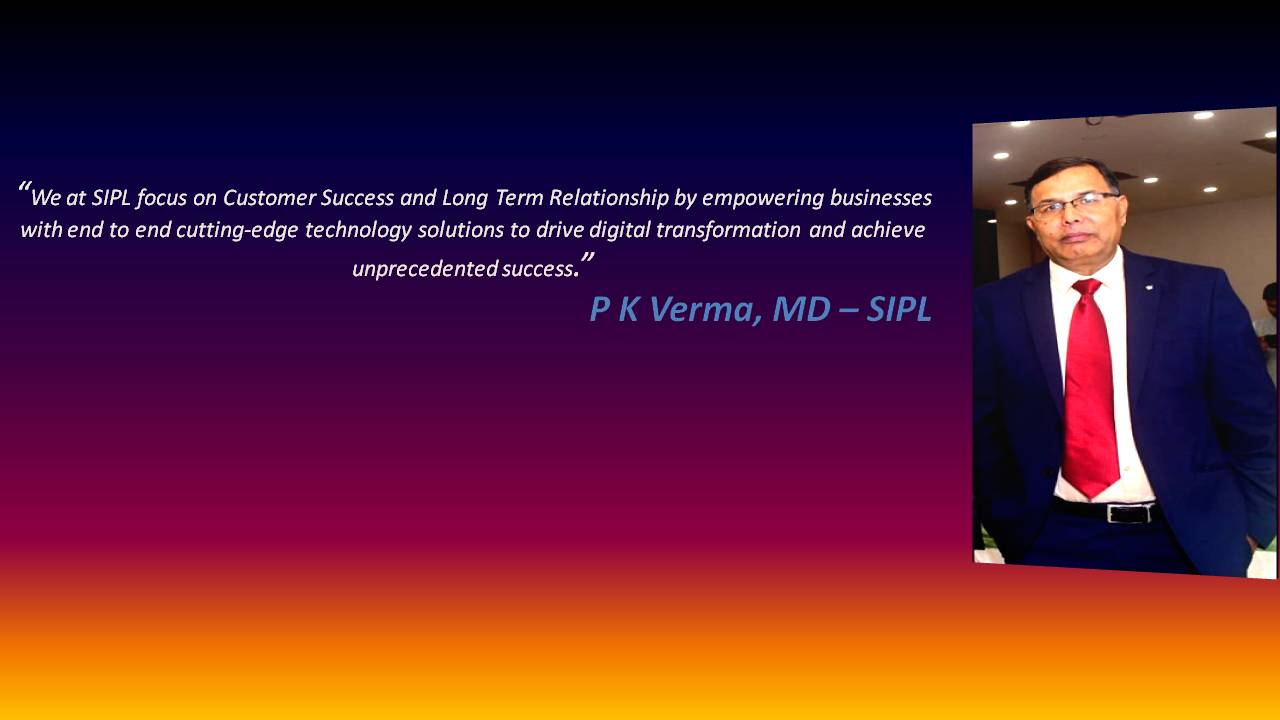 “We at SIPL focus on Customer Success and Long Term Relationship by empowering businesses
with end to end cutting-edge technology solutions to drive digital transformation and achieve
unprecedented success.”
P K Verma, MD – SIPL